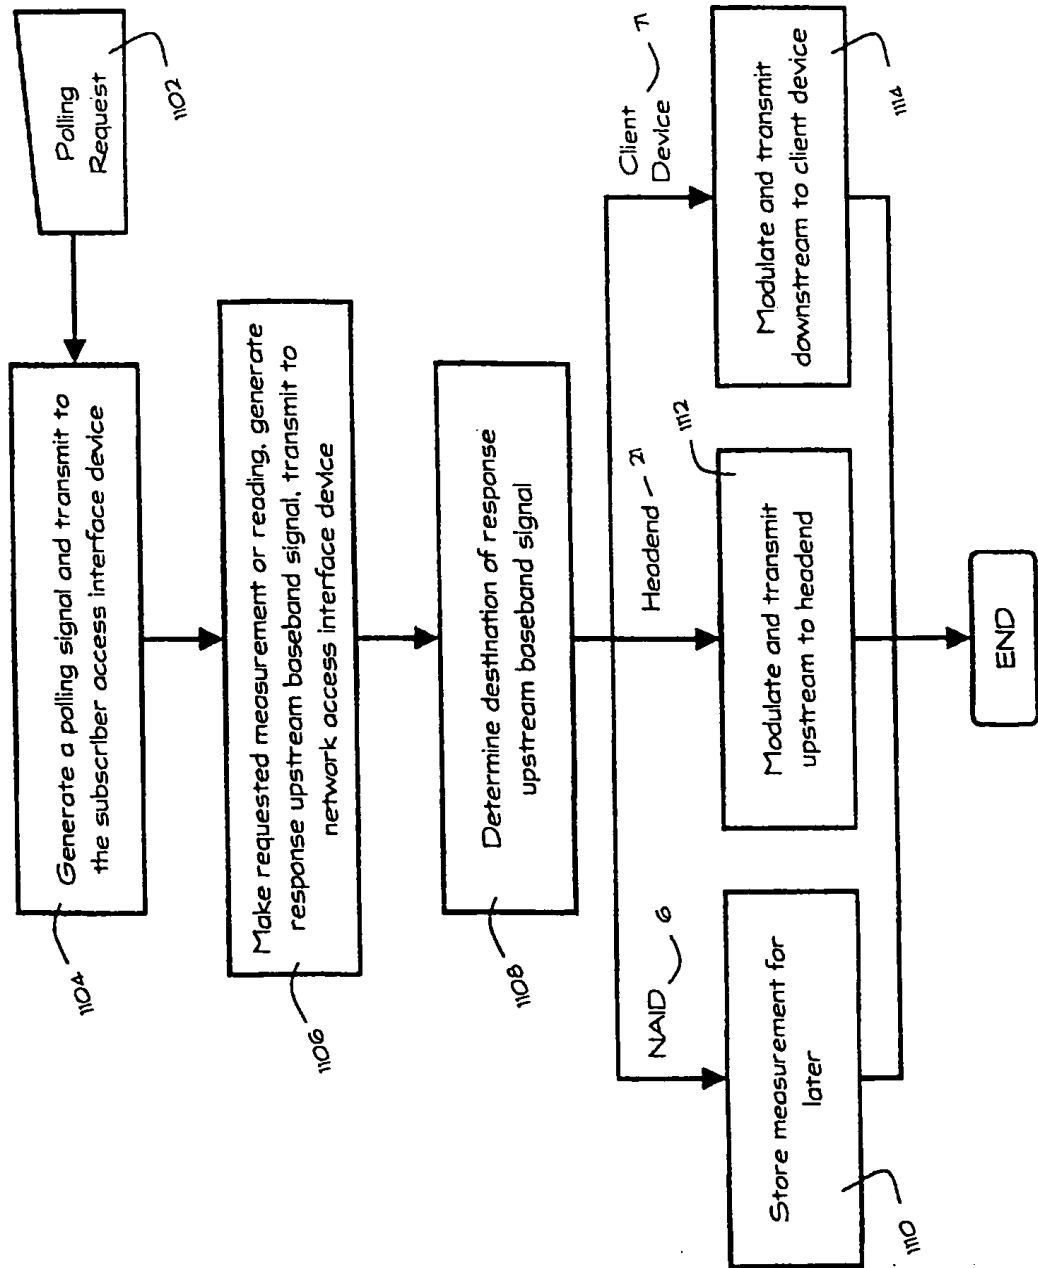 Polling
Request
1102
Generate a polling signal and transmit to
the subscriber access interface device
1104
Make requested measurement or reading, generate
response upstream baseband signal, transmit to
network access interface device
1106
Determine destination of response
upstream baseband signal
1108
NAID 6
Headend 21
Client
Device 71
Store measurement for
later
1110
Modulate and transmit
upstream to headend
1112
Modulate and transmit
downstream to client device
1114
END